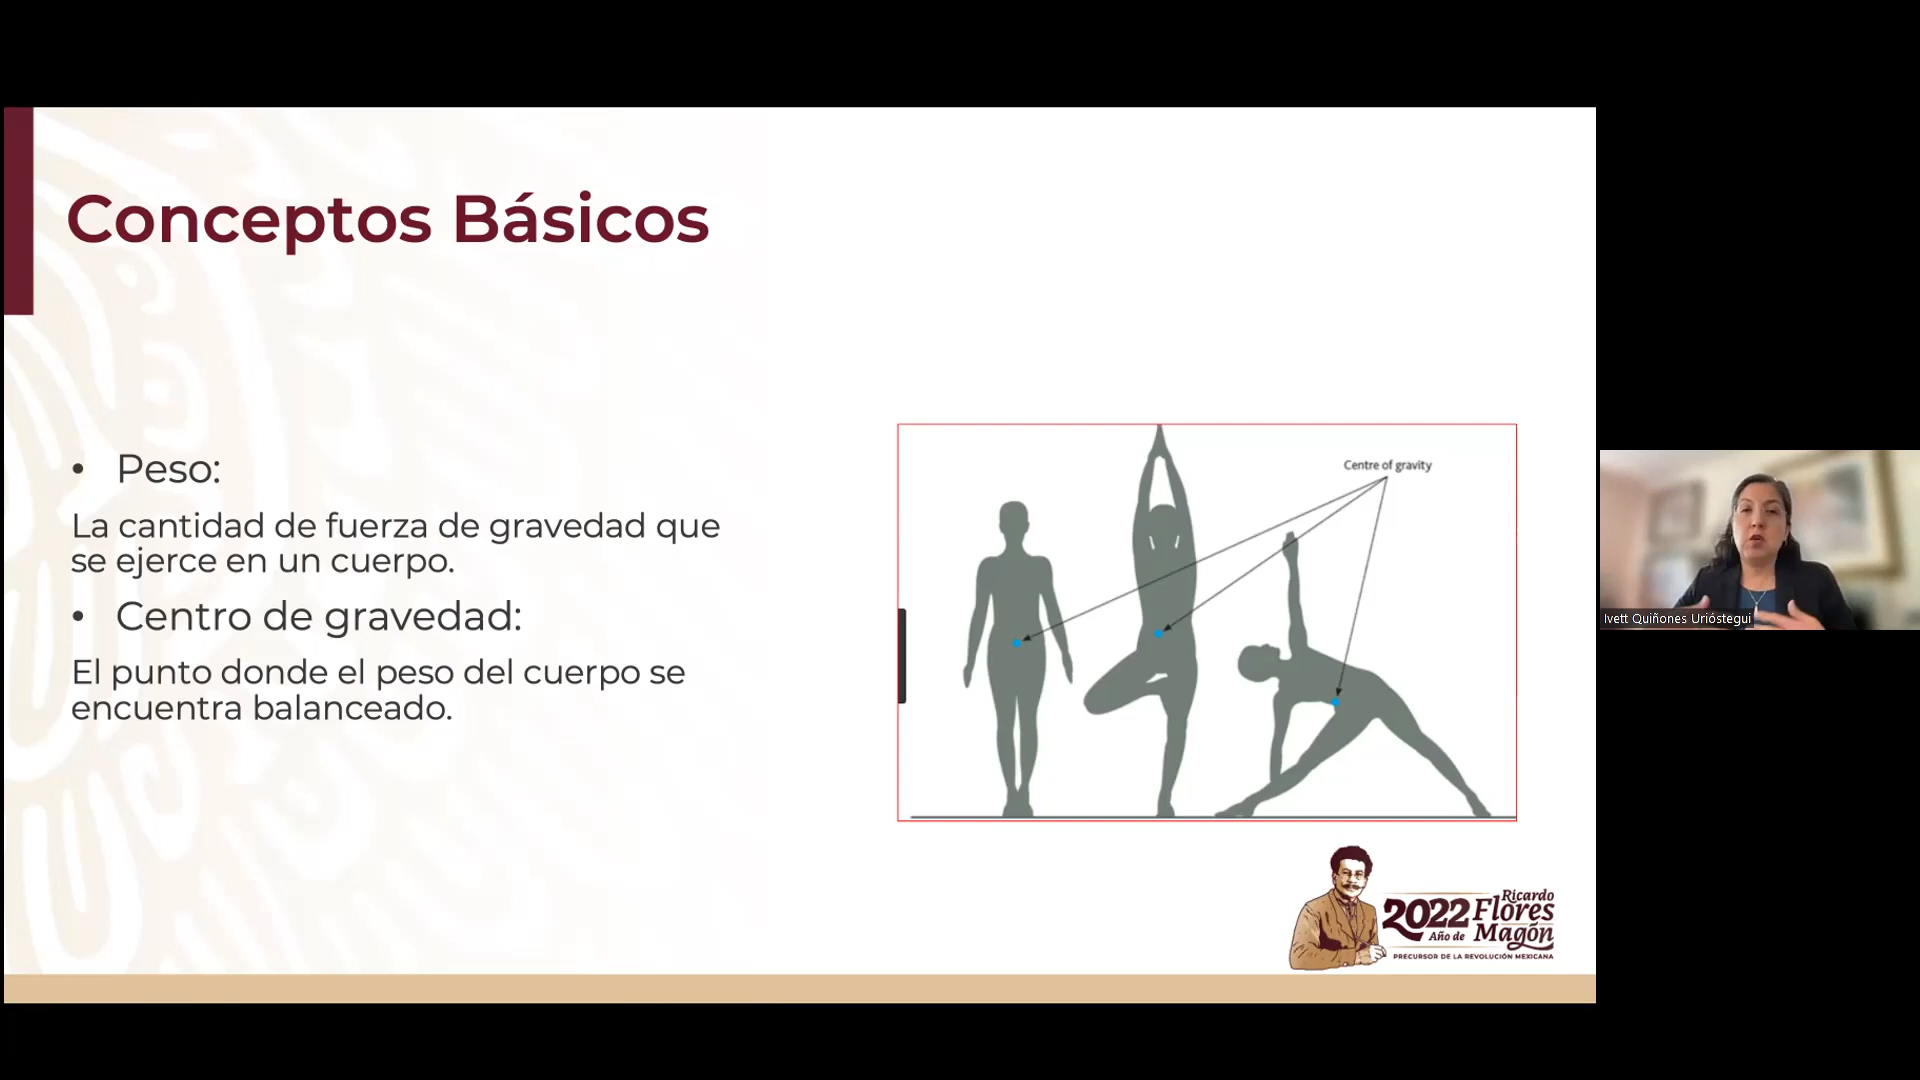 Conceptos Básicos
• Peso:
La cantidad de fuerza de gravedad que
se ejerce en un cuerpo.
• Centro de gravedad:
El punto donde el peso del cuerpo se
encuentra balanceado.
Centre of gravity
Ivett Quiñones Urióstegui
2022 Ricardo
Año de Flores
Magón
PRECURSOR DE LA REVOLUCIÓN MEXICANA